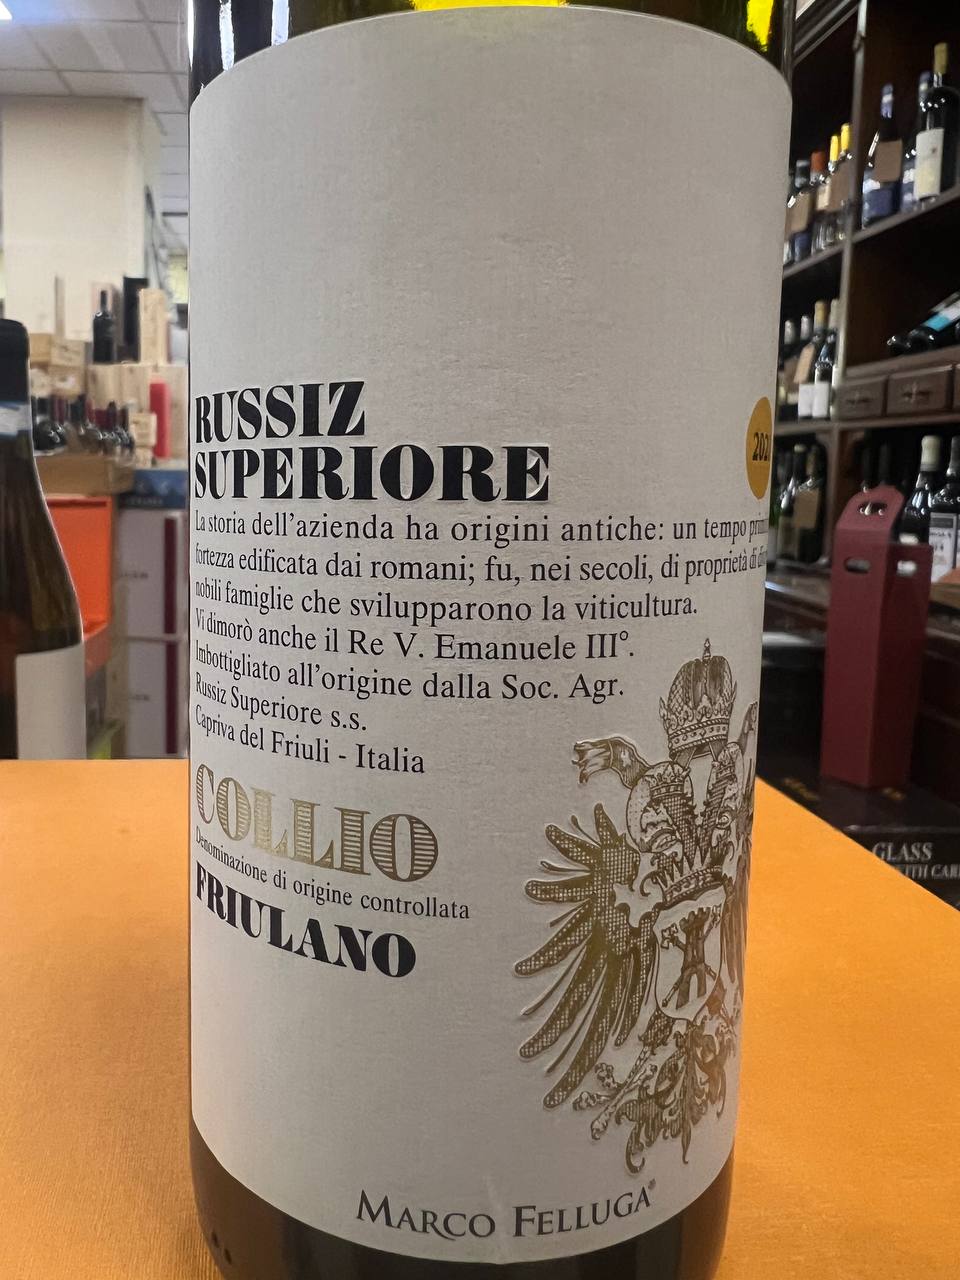 RUSSIZ
SUPERIORE
La storia dell'azienda ha origini antiche: un tempo
fortezza edificata dai romani; fu, nei secoli, di proprietà di
nobili famiglie che svilupparono la viticultura.
Vi dimorò anche il Re V. Emanuele III°.
Imbottigliato all'origine dalla Soc. Agr.
Russiz Superiore s.s.
Capriva del Friuli - Italia
COLLIO
Denominazione di origine controllata
FRIULANO
MARCO FELLUGA®
GLASS